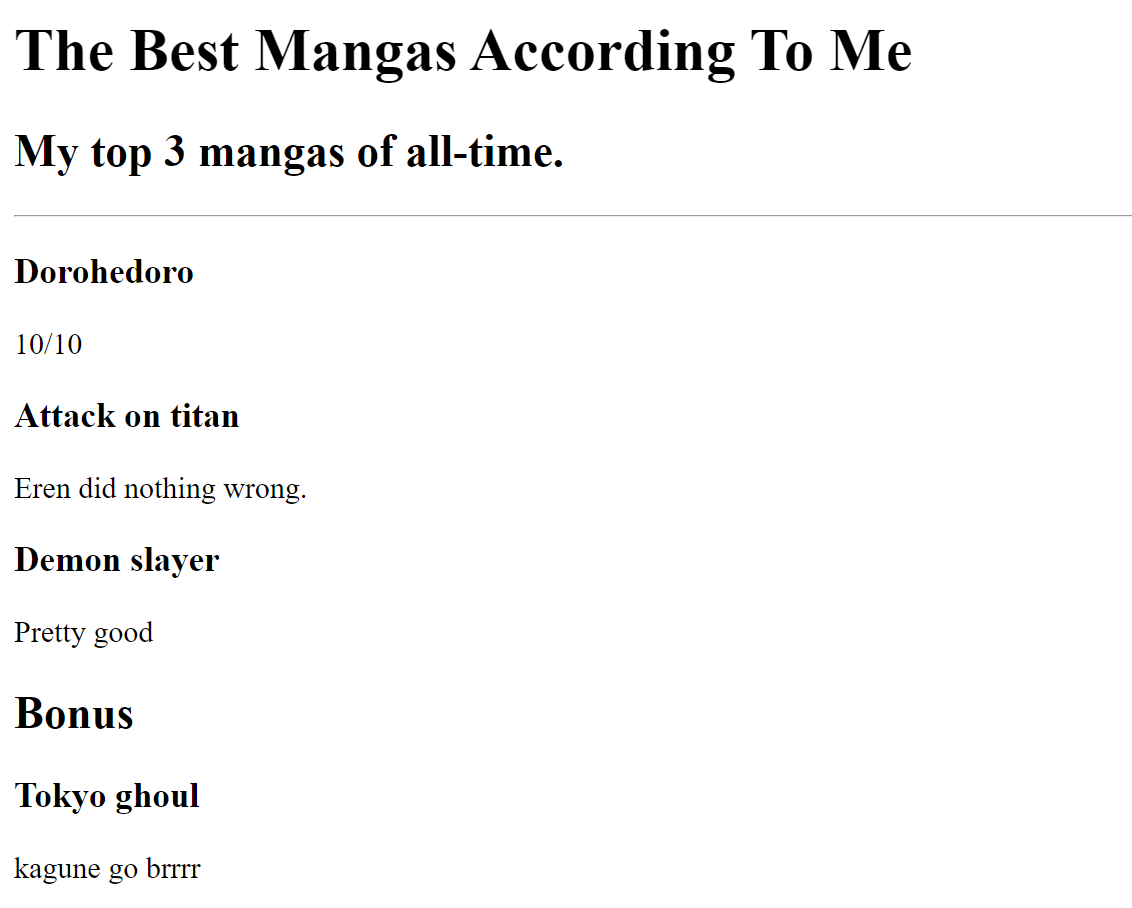 The Best Mangas According To Me
My top 3 mangas of all-time.
Dorohedoro
10/10
Attack on titan
Eren did nothing wrong.
Demon slayer
Pretty good
Bonus
Tokyo ghoul
kagune go brrrr